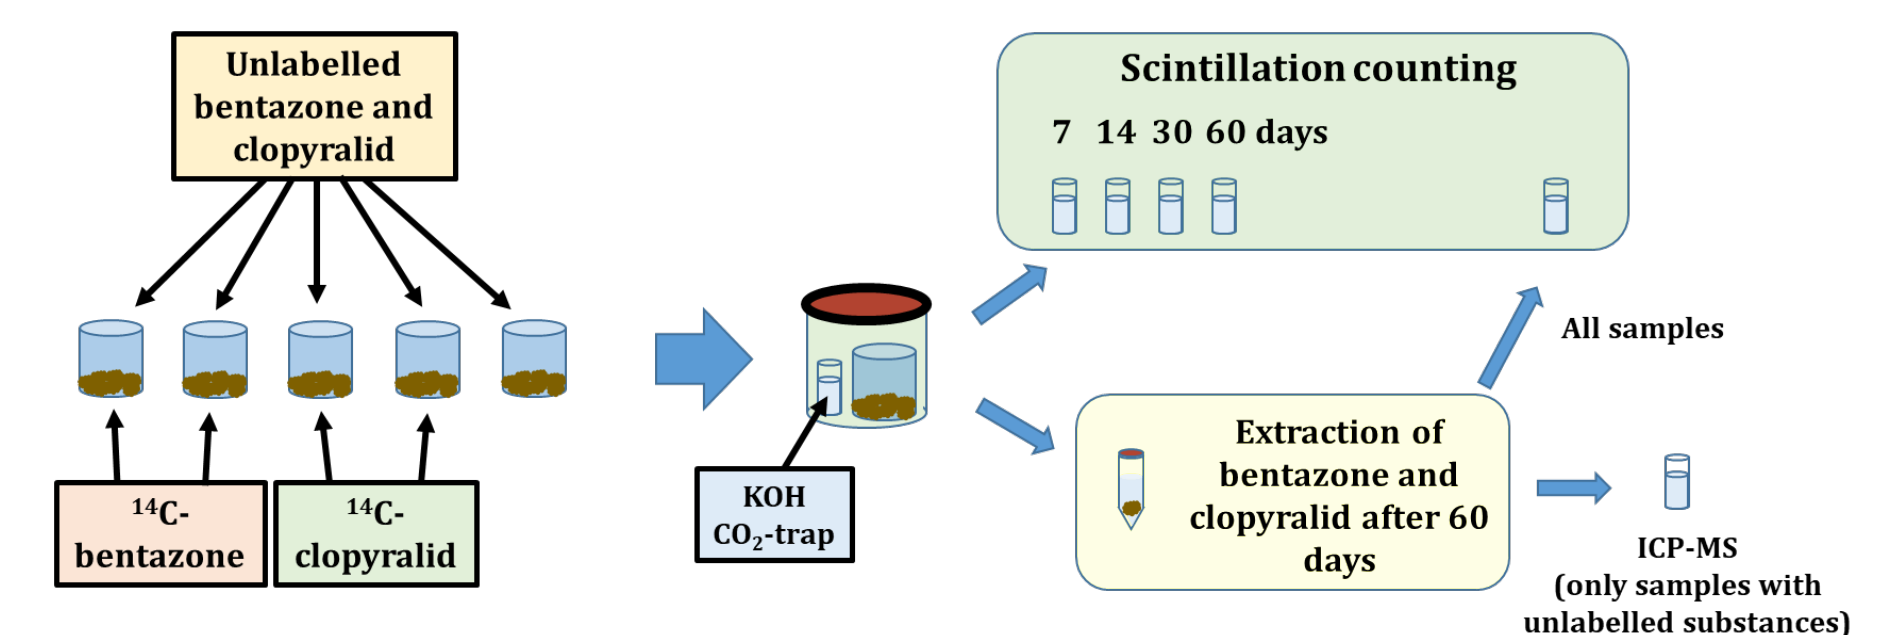 Unlabelled
bentazone and
clopyralid
¹⁴C-
bentazone
¹⁴C-
clopyralid
KOH
CO₂-trap
Scintillation counting
7 14 30 60 days
All samples
Extraction of
bentazone and
clopyralid after 60
days
ICP-MS
(only samples with
unlabelled substances)